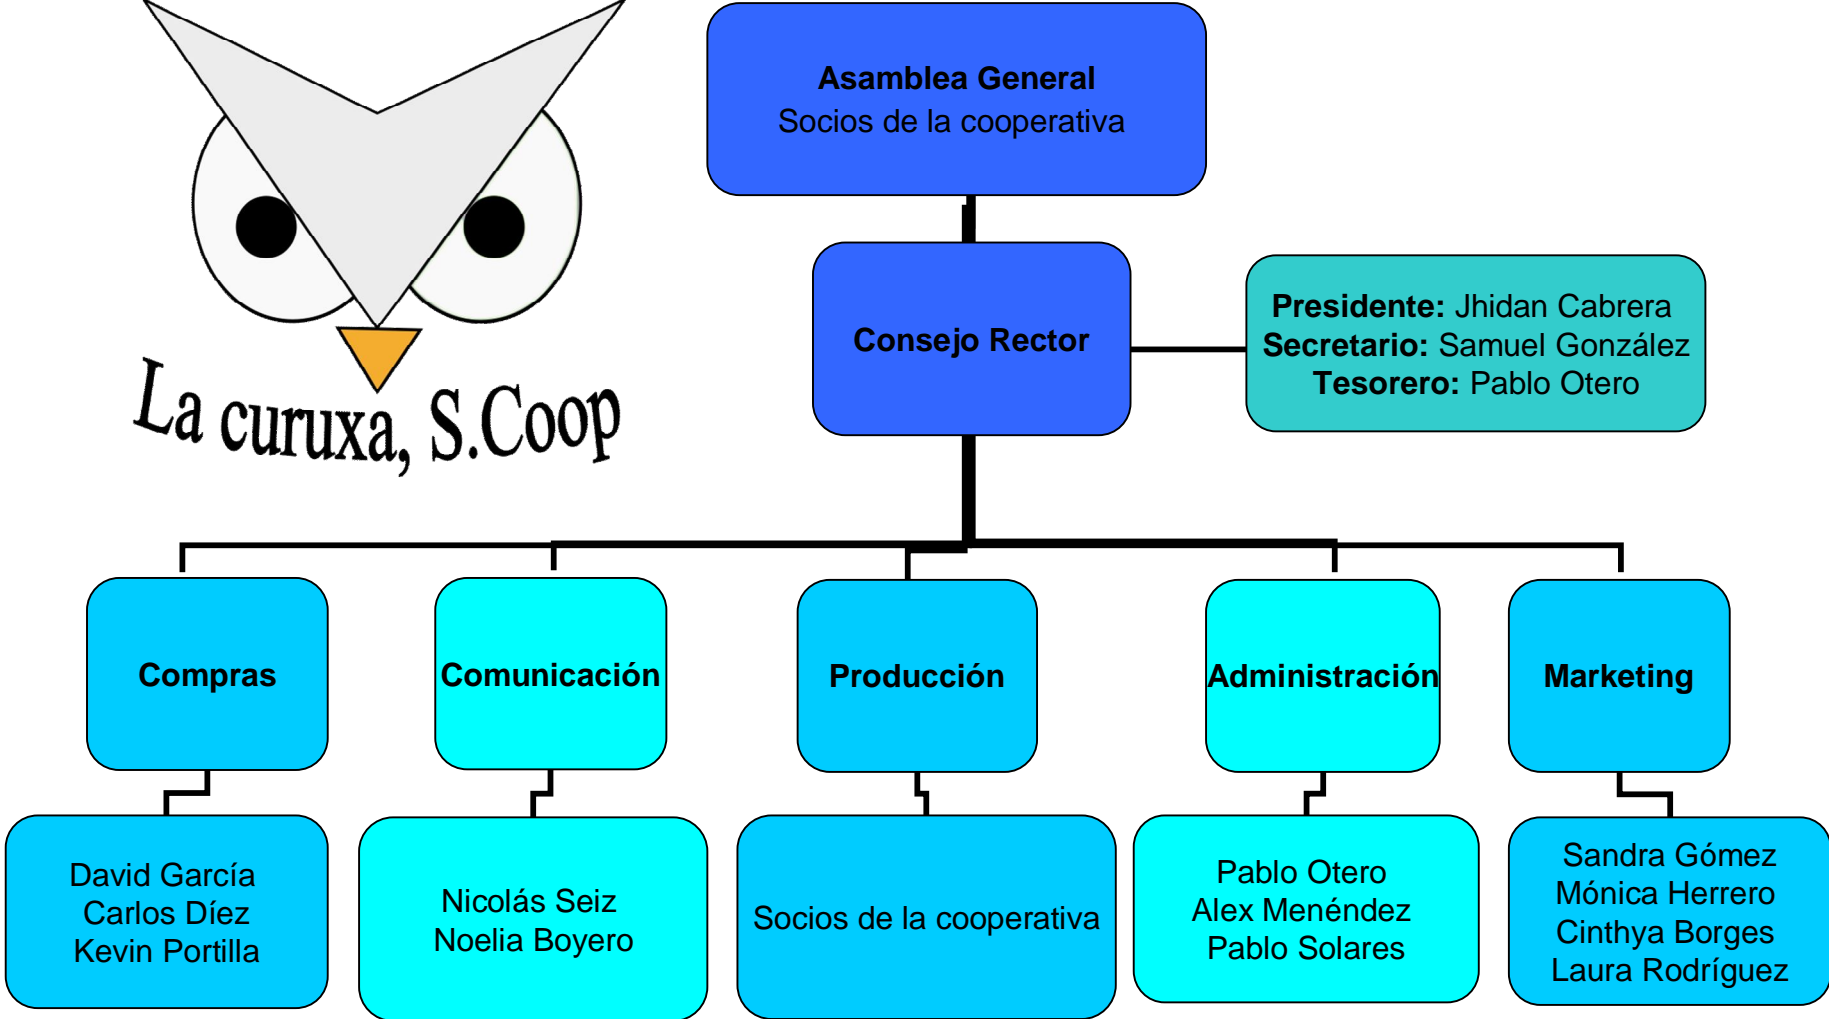 Asamblea General
Socios de la cooperativa
Consejo Rector
Presidente: Jhidan Cabrera
Secretario: Samuel González
Tesorero: Pablo Otero
La curuxa, S.Coop
Compras
Comunicación
Producción
Administración
Marketing
David García
Carlos Díez
Kevin Portilla
Nicolás Seiz
Noelia Boyero
Socios de la cooperativa
Pablo Otero
Alex Menéndez
Pablo Solares
Sandra Gómez
Mónica Herrero
Cinthya Borges
Laura Rodríguez